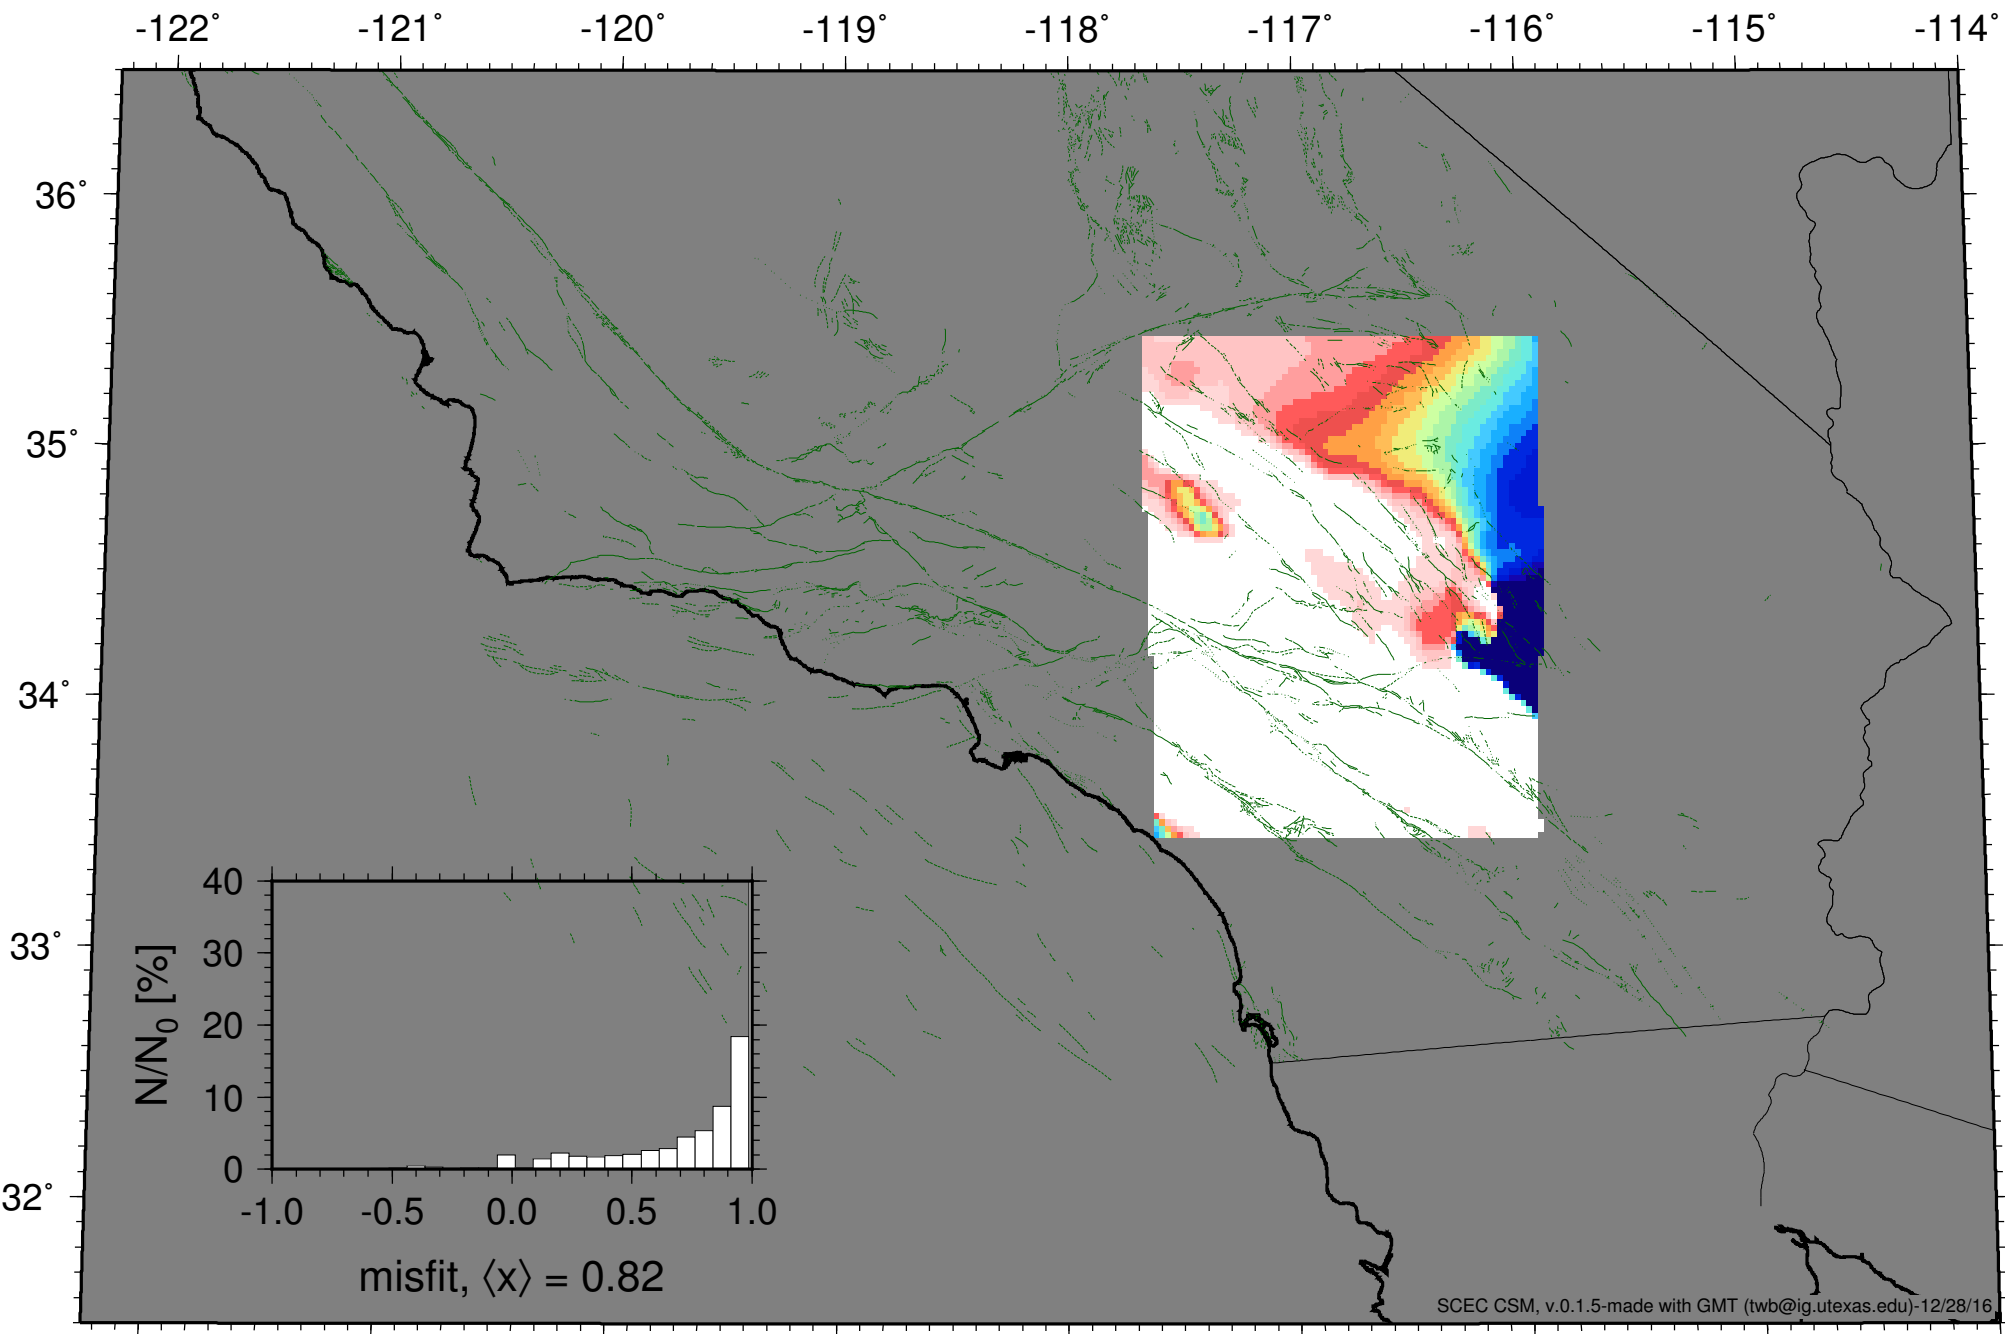 -122° -121° -120° -119° -118° -117° -116° -115° -114°
36°
35°
34°
33°
32°
40
30
20
10
0
N/N0 [%]
-1.0 -0.5 0.0 0.5 1.0
misfit, ⟨x⟩ = 0.82
SCEC CSM, v.0.1.5-made with GMT (twb@ig.utexas.edu)-12/28/16